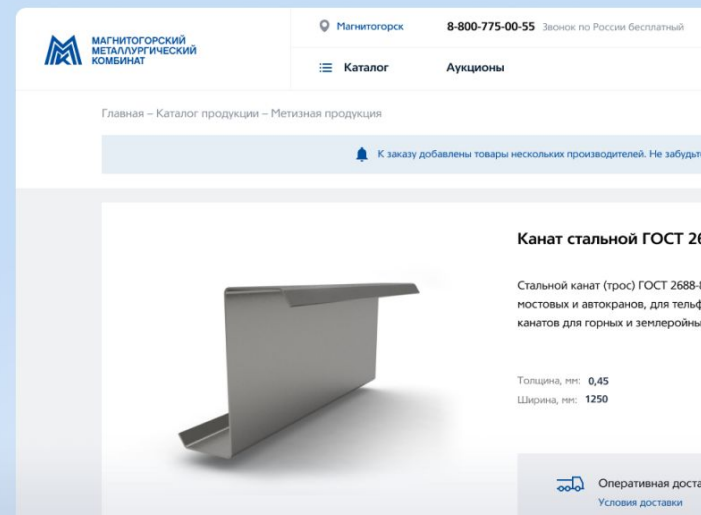 МАГНИТОГОРСКИЙ
МЕТАЛЛУРГИЧЕСКИЙ
КОМБИНАТ
Магнитогорск 8-800-775-00-55 Звонок по России бесплатный
Каталог Аукционы
Главная – Каталог продукции – Метизная продукция
К заказу добавлены товары нескольких производителей. Не забудьт
Канат стальной ГОСТ 26
Стальной канат (трос) ГОСТ 2688-8
мостовых и автокранов, для тельф
канатов для горных и землеройны
Толщина, мм: 0,45
Ширина, мм: 1250
Оперативная доста
Условия доставки